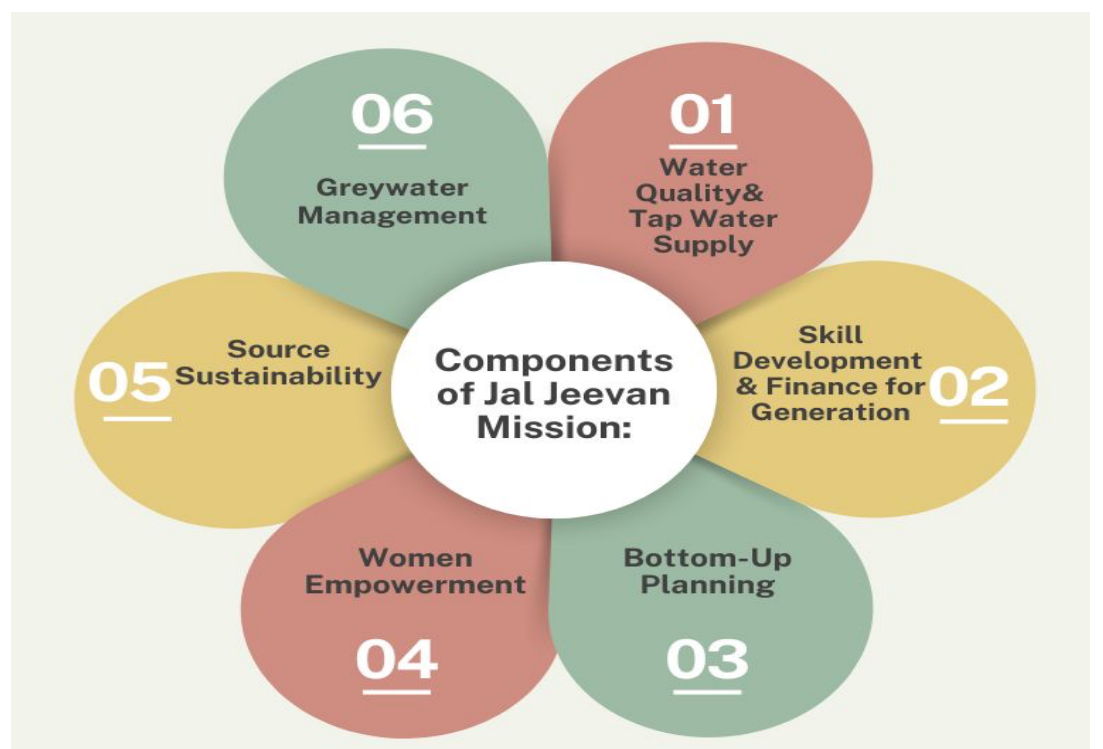 Components
of Jal Jeevan
Mission:
01
Water
Quality&
Tap Water
Supply
Skill
Development
& Finance for
Generation
02
Bottom-Up
Planning
03
Women
Empowerment
04
Source
Sustainability
05
06
Greywater
Management